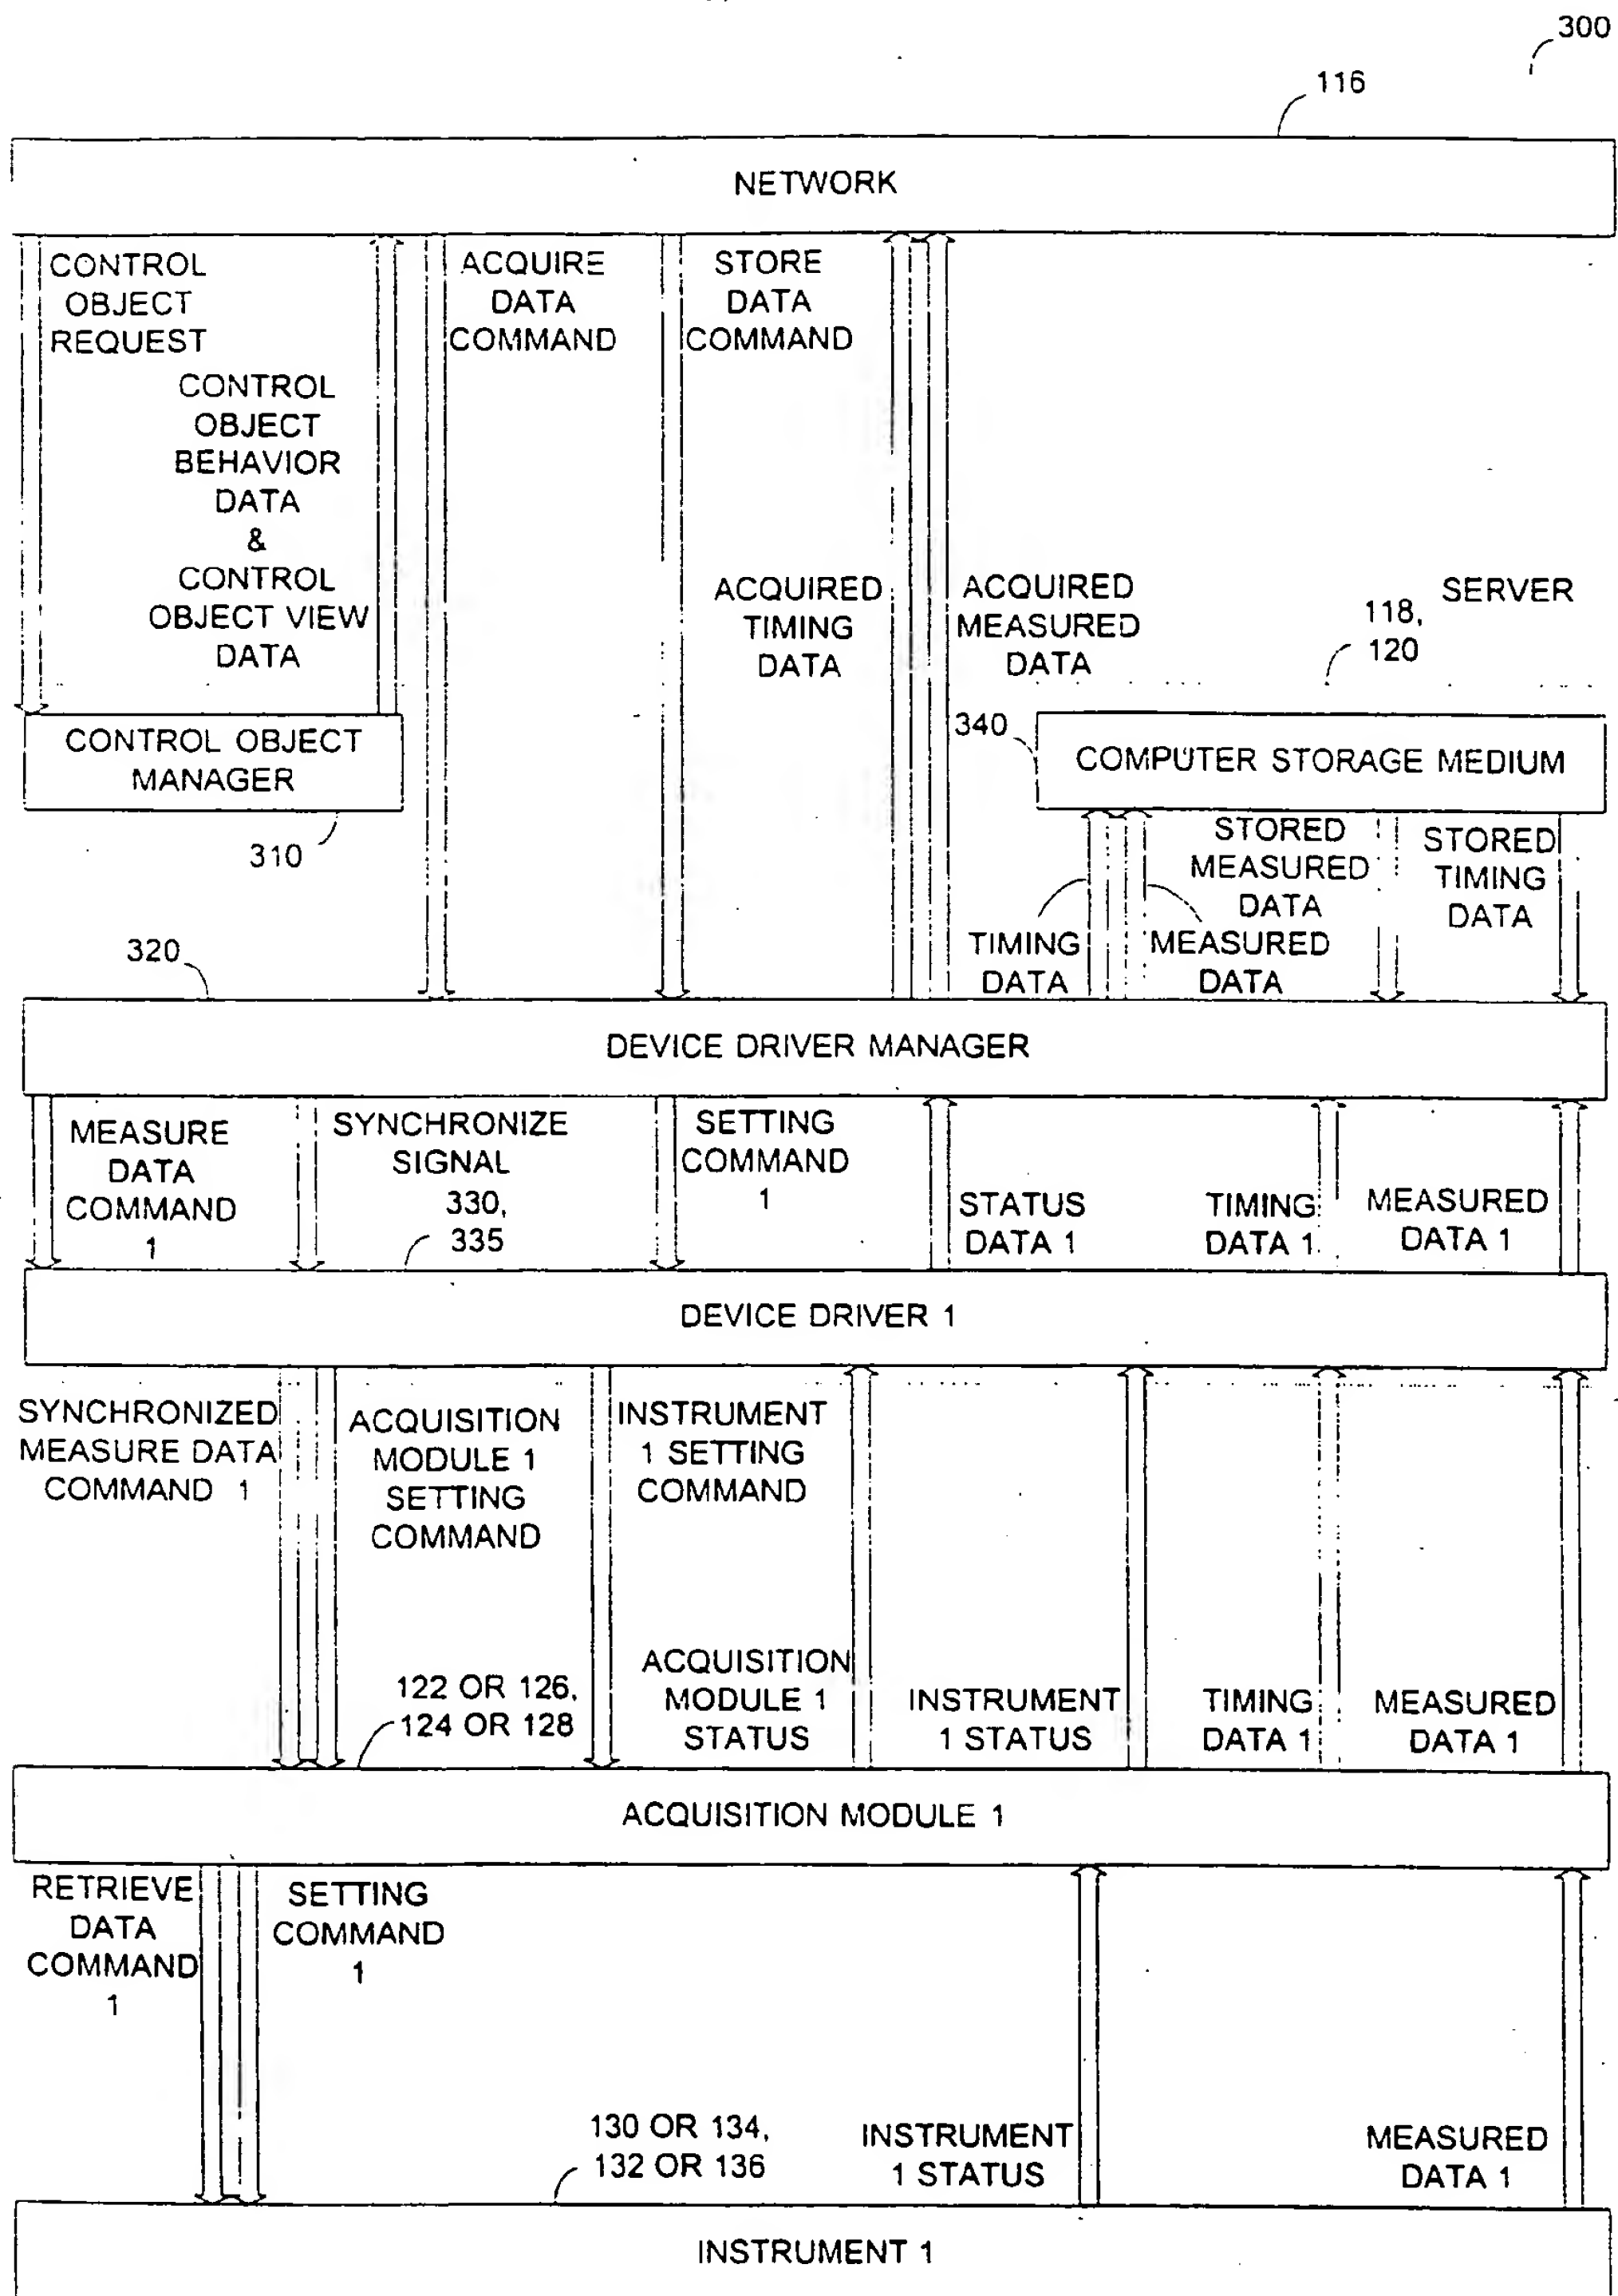 300
116
NETWORK
CONTROL
OBJECT
REQUEST
CONTROL
OBJECT
BEHAVIOR
DATA
&
CONTROL
OBJECT VIEW
DATA
ACQUIRE
DATA
COMMAND
STORE
DATA
COMMAND
ACQUIRED
TIMING
DATA
ACQUIRED
MEASURED
DATA
SERVER
118,
120
CONTROL OBJECT
MANAGER
310
340
COMPUTER STORAGE MEDIUM
TIMING
DATA
MEASURED
DATA
STORED
MEASURED
DATA
STORED
TIMING
DATA
320
DEVICE DRIVER MANAGER
MEASURE
DATA
COMMAND
1
SYNCHRONIZE
SIGNAL
330,
335
SETTING
COMMAND
1
STATUS
DATA 1
TIMING
DATA 1
MEASURED
DATA 1
DEVICE DRIVER 1
SYNCHRONIZED
MEASURE DATA
COMMAND 1
ACQUISITION
MODULE 1
SETTING
COMMAND
INSTRUMENT
1 SETTING
COMMAND
122 OR 126,
124 OR 128
ACQUISITION
MODULE 1
STATUS
INSTRUMENT
1 STATUS
TIMING
DATA 1
MEASURED
DATA 1
ACQUISITION MODULE 1
RETRIEVE
DATA
COMMAND
1
SETTING
COMMAND
1
130 OR 134,
132 OR 136
INSTRUMENT
1 STATUS
MEASURED
DATA 1
INSTRUMENT 1